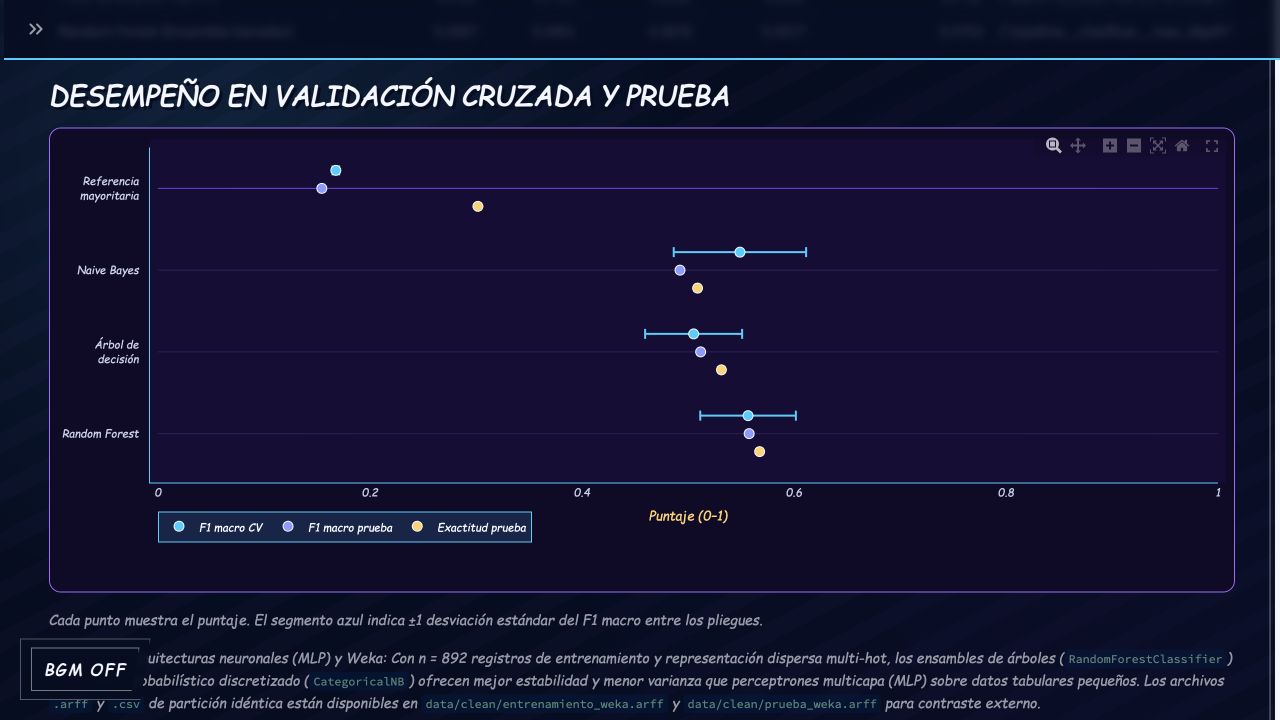 DESEMPEÑO EN VALIDACIÓN CRUZADA Y PRUEBA
Referencia
mayoritaria
Naive Bayes
Árbol de
decisión
Random Forest
0 0.2 0.4 0.6 0.8 1
Puntaje (0–1)
F1 macro CV F1 macro prueba Exactitud prueba
Cada punto muestra el puntaje. El segmento azul indica ±1 desviación estándar del F1 macro entre los pliegues.
BGM OFF
neuronales (MLP) y Weka: Con n = 892 registros de entrenamiento y representación dispersa multi-hot, los ensambles de árboles ( RandomForestClassifier )
discretizado ( CategoricalNB ) ofrecen mejor estabilidad y menor varianza que perceptrones multicapa (MLP) sobre datos tabulares pequeños. Los archivos
.arff y .csv de partición idéntica están disponibles en data/clean/entrenamiento_weka.arff y data/clean/prueba_weka.arff para contraste externo.